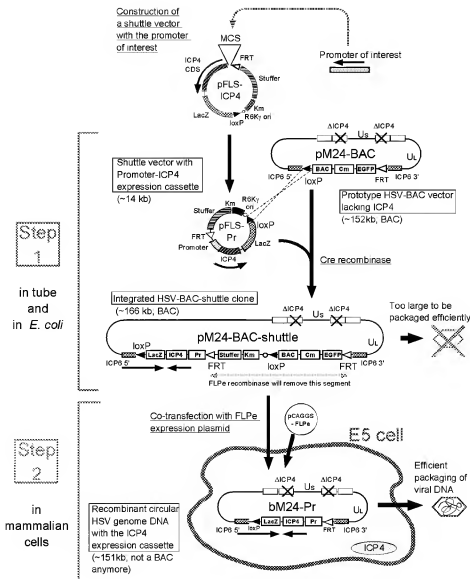 Construction of
a shuttle vector
with the promoter
of interest
MCS
ICP4
CDS
FRT
Promoter of interest
Stuffer
pFLS-
ICP4
LacZ
Km
R6Kγ ori
loxP
ΔICP4 ΔICP4
Us
pM24-BAC
UL
ICP6 5' BAC Cm EGFP ICP6 3'
loxP FRT
Shuttle vector with
Promoter-ICP4
expression cassette
(~14 kb)
Km R6Kγ
ori
Stuffer
loxP
pFLS-
Pr
FRT
Promoter
LacZ
ICP4
Prototype HSV-BAC vector
lacking ICP4
(~152kb, BAC)
Step
1
in tube
and
in E. coli
Cre recombinase
Integrated HSV-BAC-shuttle clone
(~166 kb, BAC)
ΔICP4 ΔICP4
Us
Too large to be
packaged efficiently
pM24-BAC-shuttle
UL
ICP6 5' loxP ICP6 3'
LacZ ICP4 Pr Stuffer Km BAC Cm EGFP
FRT loxP FRT
FLPe recombinase will remove this segment
Co-transfection with FLPe
expression plasmid
pCAGGS
- FLPe
E5 cell
Step
2
in
mammalian
cells
ΔICP4 ΔICP4
Us
Efficient
packaging of
viral DNA
bM24-Pr
UL
Recombinant circular
HSV genome DNA
with the ICP4
expression cassette
(~151kb, not a BAC
anymore)
ICP6 5' loxP FRT ICP6 3'
LacZ ICP4 Pr
ICP4